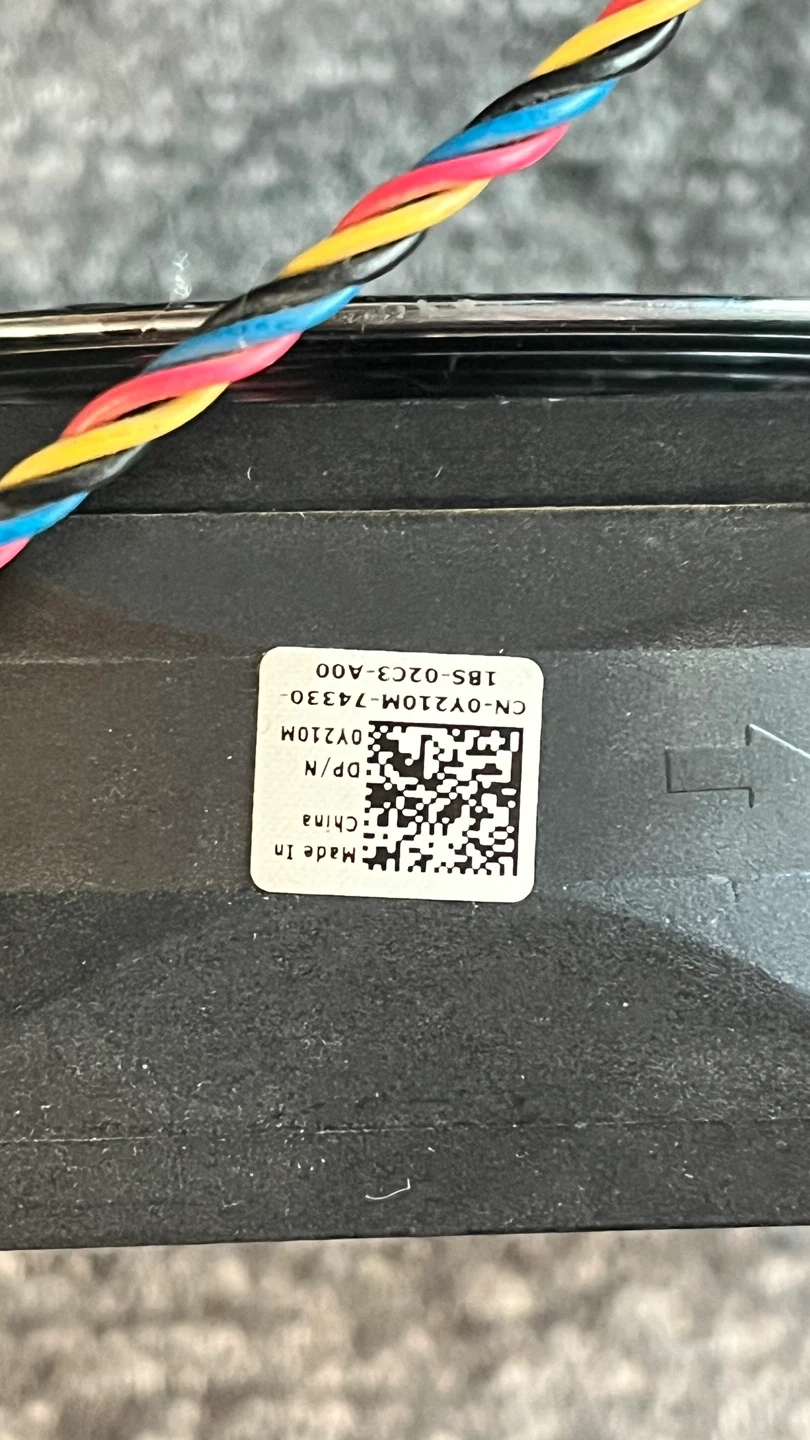 Made In
China
DP/N
0Y210M
CN-0Y210M-74330-
1BS-02C3-A00